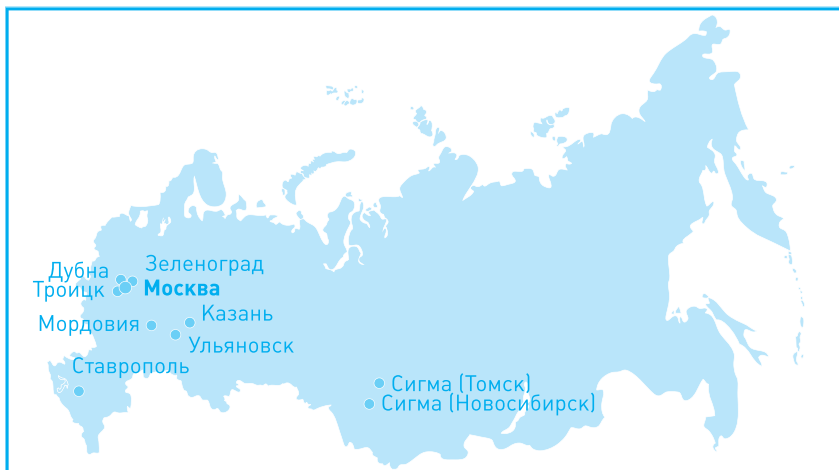 Зеленоград
Дубна
Троицк
Москва
Казань
Мордовия
Ульяновск
Ставрополь
Сигма (Томск)
Сигма (Новосибирск)